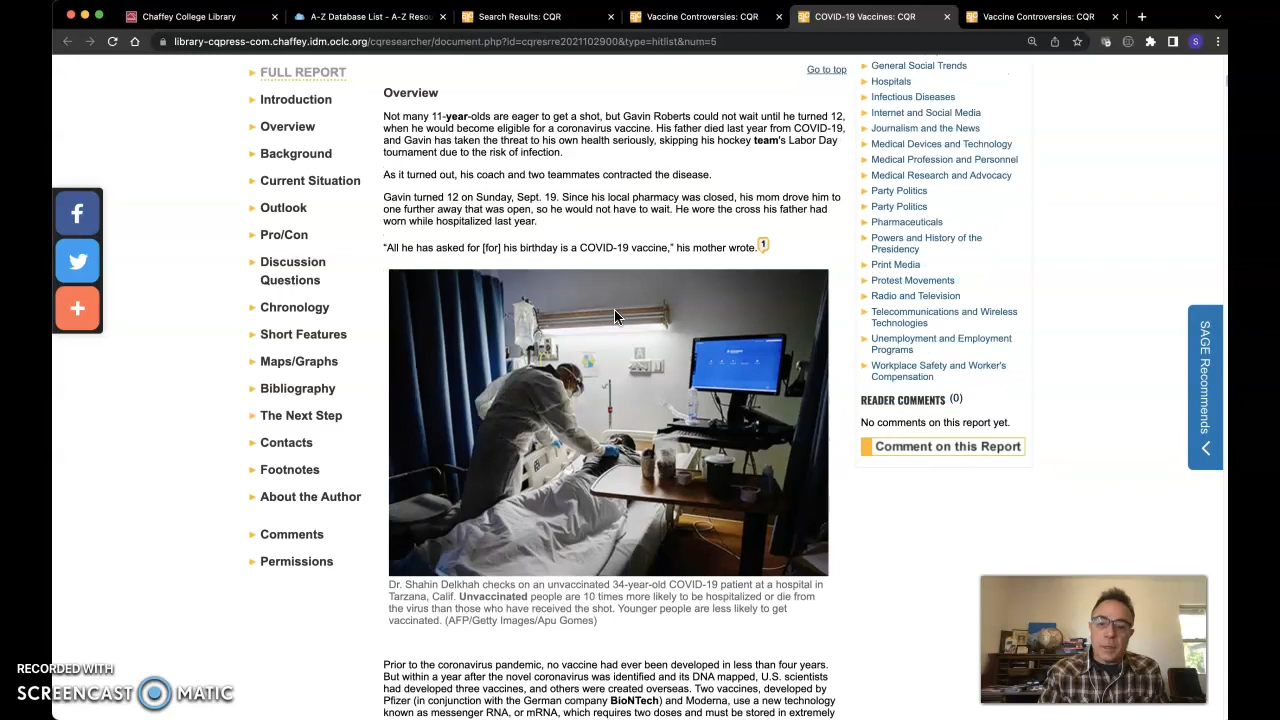 Chaffey College Library
A-Z Database List - A-Z Resou
Search Results: CQR
Vaccine Controversies: CQR
COVID-19 Vaccines: CQR
Vaccine Controversies: CQR
library-cqpress-com.chaffey.idm.oclc.org/cqresearcher/document.php?id=cqresrre2021102900&type=hitlist&num=5
S
FULL REPORT
Introduction
Overview
Background
Current Situation
Outlook
Pro/Con
Discussion
Questions
Chronology
Short Features
Maps/Graphs
Bibliography
The Next Step
Contacts
Footnotes
About the Author
Comments
Permissions
Go to top
Overview
Not many 11-year-olds are eager to get a shot, but Gavin Roberts could not wait until he turned 12,
when he would become eligible for a coronavirus vaccine. His father died last year from COVID-19,
and Gavin has taken the threat to his own health seriously, skipping his hockey team's Labor Day
tournament due to the risk of infection.
As it turned out, his coach and two teammates contracted the disease.
Gavin turned 12 on Sunday, Sept. 19. Since his local pharmacy was closed, his mom drove him to
one further away that was open, so he would not have to wait. He wore the cross his father had
worn while hospitalized last year.
“All he has asked for [for] his birthday is a COVID-19 vaccine,” his mother wrote. 1
Dr. Shahin Delkhah checks on an unvaccinated 34-year-old COVID-19 patient at a hospital in
Tarzana, Calif. Unvaccinated people are 10 times more likely to be hospitalized or die from
the virus than those who have received the shot. Younger people are less likely to get
vaccinated. (AFP/Getty Images/Apu Gomes)
Prior to the coronavirus pandemic, no vaccine had ever been developed in less than four years.
But within a year after the novel coronavirus was identified and its DNA mapped, U.S. scientists
had developed three vaccines, and others were created overseas. Two vaccines, developed by
Pfizer (in conjunction with the German company BioNTech) and Moderna, use a new technology
known as messenger RNA, or mRNA, which requires two doses and must be stored in extremely
General Social Trends
Hospitals
Infectious Diseases
Internet and Social Media
Journalism and the News
Medical Devices and Technology
Medical Profession and Personnel
Medical Research and Advocacy
Party Politics
Party Politics
Pharmaceuticals
Powers and History of the
Presidency
Print Media
Protest Movements
Radio and Television
Telecommunications and Wireless
Technologies
Unemployment and Employment
Programs
Workplace Safety and Worker's
Compensation
READER COMMENTS (0)
No comments on this report yet.
Comment on this Report
SAGE Recommends
RECORDED WITH
SCREENCAST MATIC